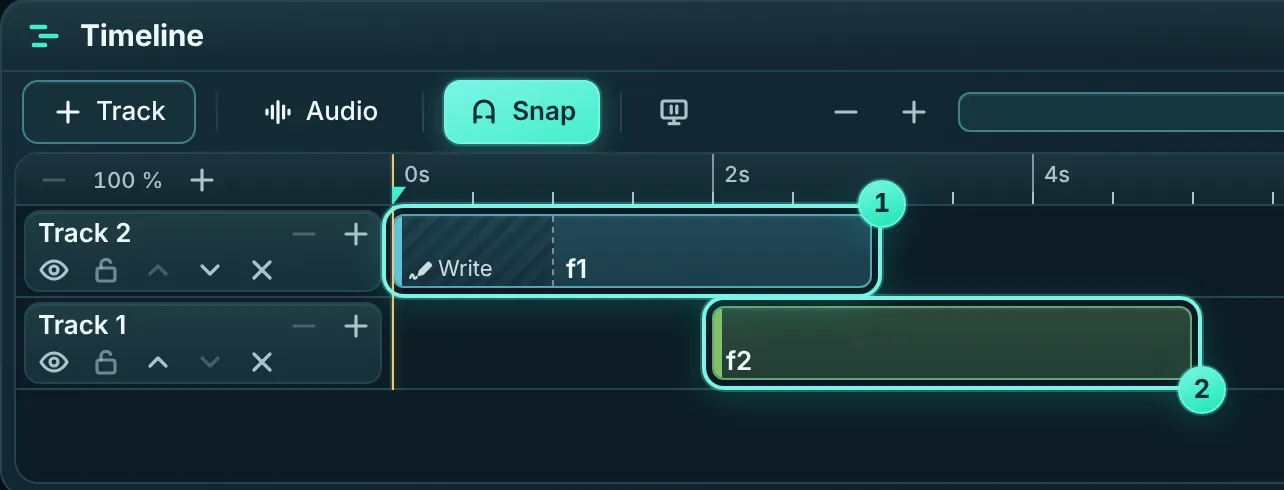 Timeline
Track Audio Snap
100 % 0s 2s 4s
1
Track 2
Write f1
Track 1
f2
2